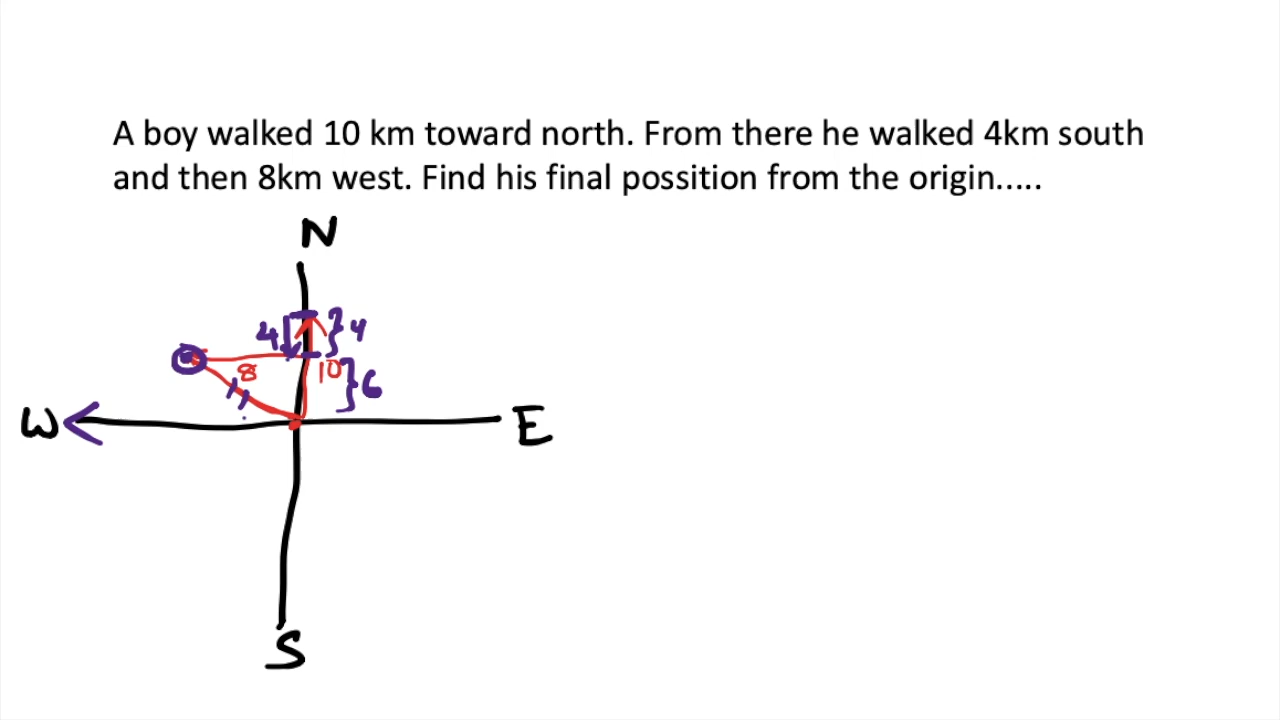 A boy walked 10 km toward north. From there he walked 4km south
and then 8km west. Find his final possition from the origin.....
N
4 4
8 10 6
W E
S